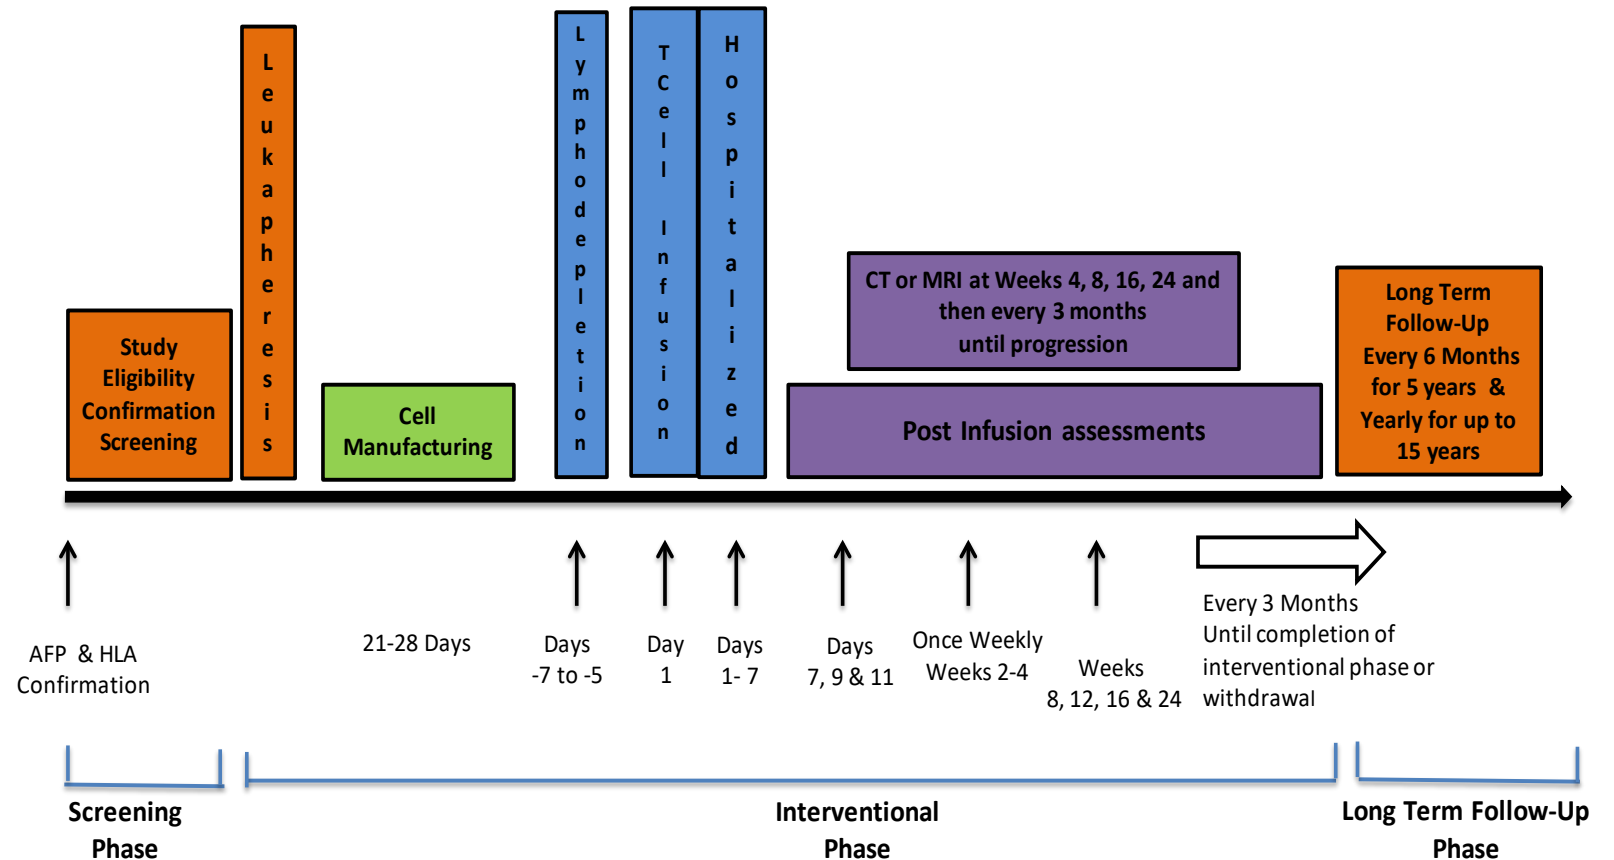 Study
Eligibility
Confirmation
Screening
Leukapheresis
Cell
Manufacturing
Lymphodepletion
TCell Infusion
Hospitalized
CT or MRI at Weeks 4, 8, 16, 24 and
then every 3 months
until progression
Post Infusion assessments
Long Term
Follow-Up
Every 6 Months
for 5 years &
Yearly for up to
15 years
AFP & HLA
Confirmation
21-28 Days
Days
-7 to -5
Day
1
Days
1- 7
Days
7, 9 & 11
Once Weekly
Weeks 2-4
Weeks
8, 12, 16 & 24
Every 3 Months
Until completion of
interventional phase or
withdrawal
Screening
Phase
Interventional
Phase
Long Term Follow-Up
Phase